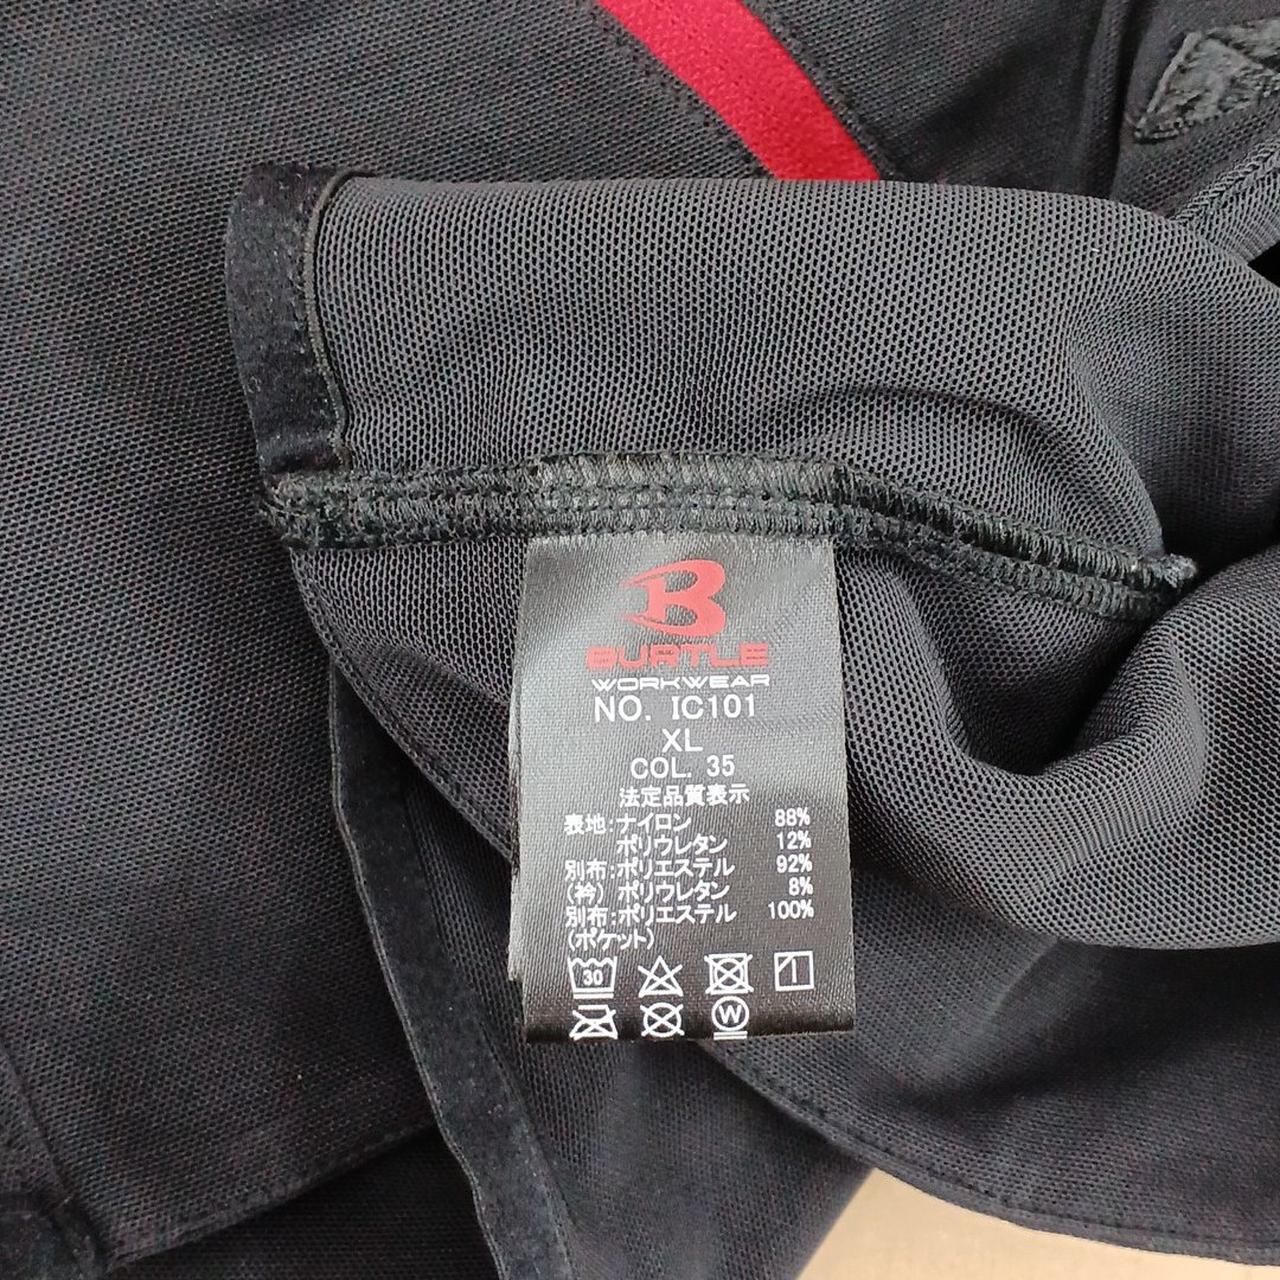 B
BURTLE
WORKWEAR
NO. IC101
XL
COL. 35
法定品質表示
表地:ナイロン 88%
ポリウレタン 12%
別布:ポリエステル 92%
(衿) ポリウレタン 8%
別布:ポリエステル 100%
(ポケット)
30
W